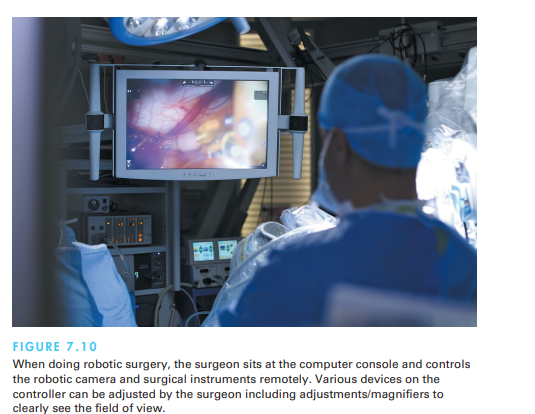 FIGURE 7.10
When doing robotic surgery, the surgeon sits at the computer console and controls
the robotic camera and surgical instruments remotely. Various devices on the
controller can be adjusted by the surgeon including adjustments/magnifiers to
clearly see the field of view.